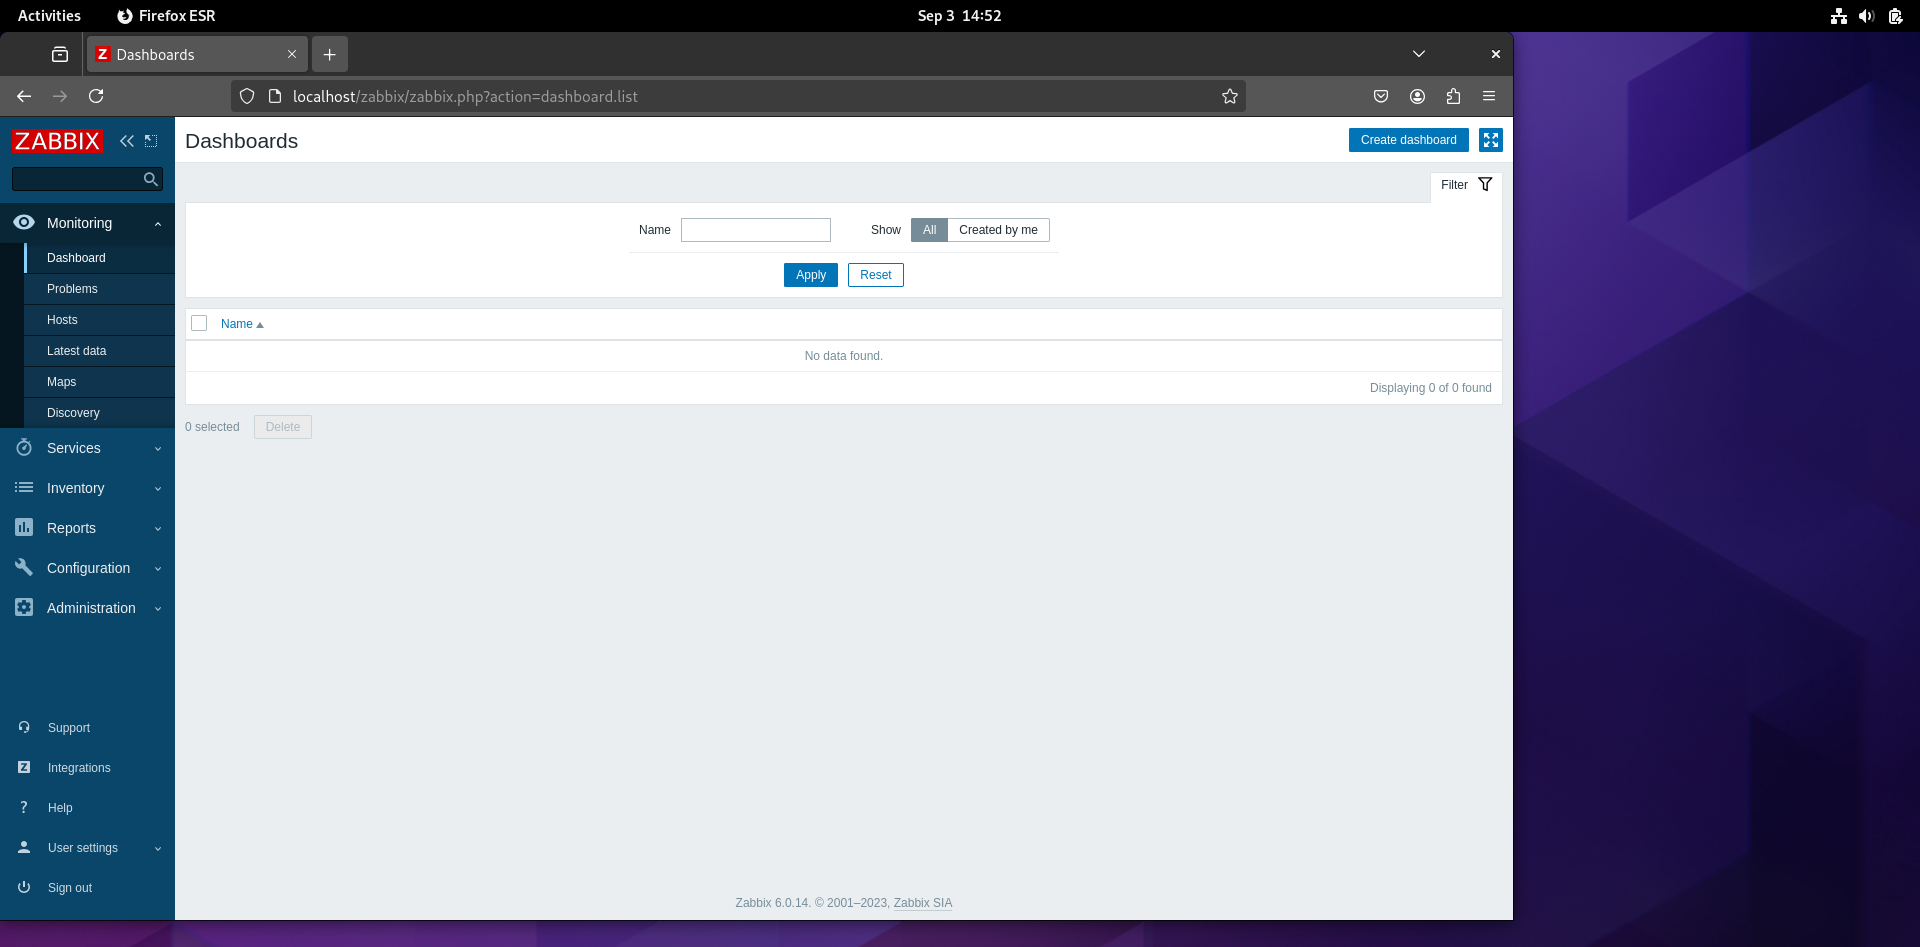 Activities Firefox ESR Sep 3 14:52
Dashboards
localhost/zabbix/zabbix.php?action=dashboard.list
ZABBIX
Monitoring
Dashboard
Problems
Hosts
Latest data
Maps
Discovery
Services
Inventory
Reports
Configuration
Administration
Support
Integrations
Help
User settings
Sign out
Dashboards
Create dashboard
Filter
Name Show All Created by me
Apply Reset
Name
No data found.
Displaying 0 of 0 found
0 selected Delete
Zabbix 6.0.14. © 2001–2023, Zabbix SIA